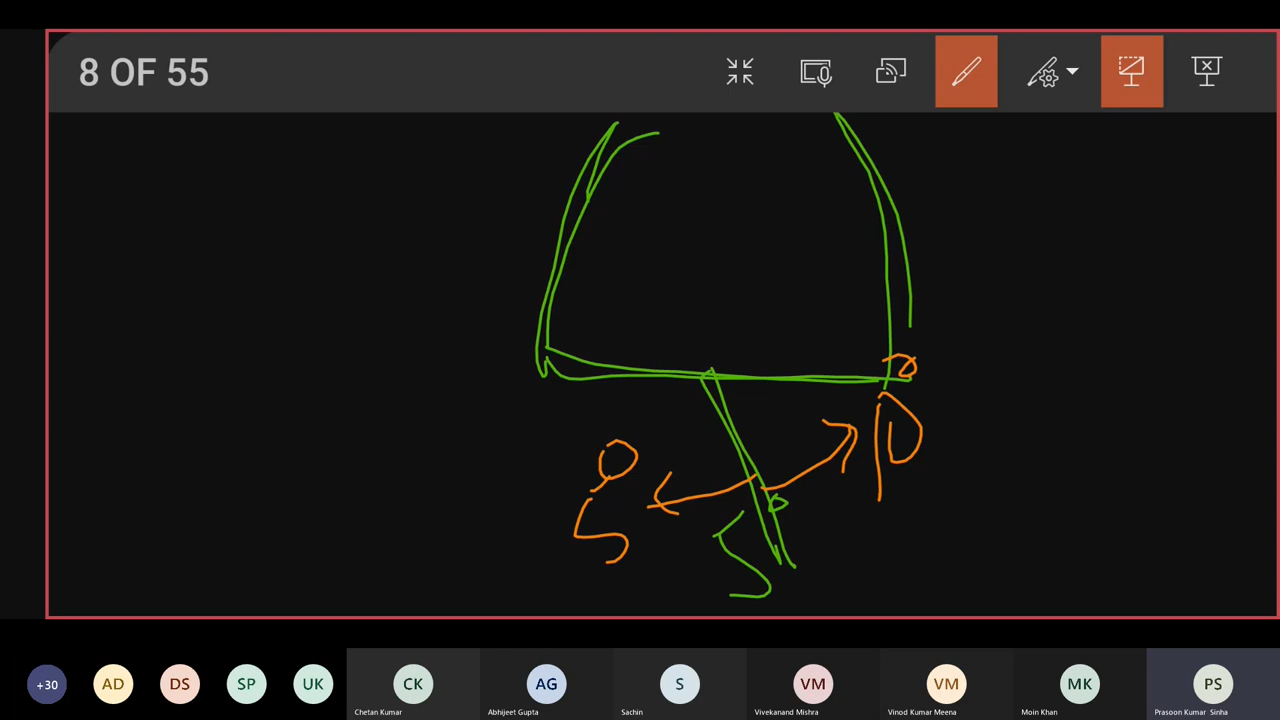 8 OF 55
P
S
S
+30
AD
DS
SP
UK
CK
AG
S
VM
VM
MK
PS
Chetan Kumar
Abhijeet Gupta
Sachin
Vivekanand Mishra
Vinod Kumar Meena
Moin Khan
Prasoon Kumar Sinha